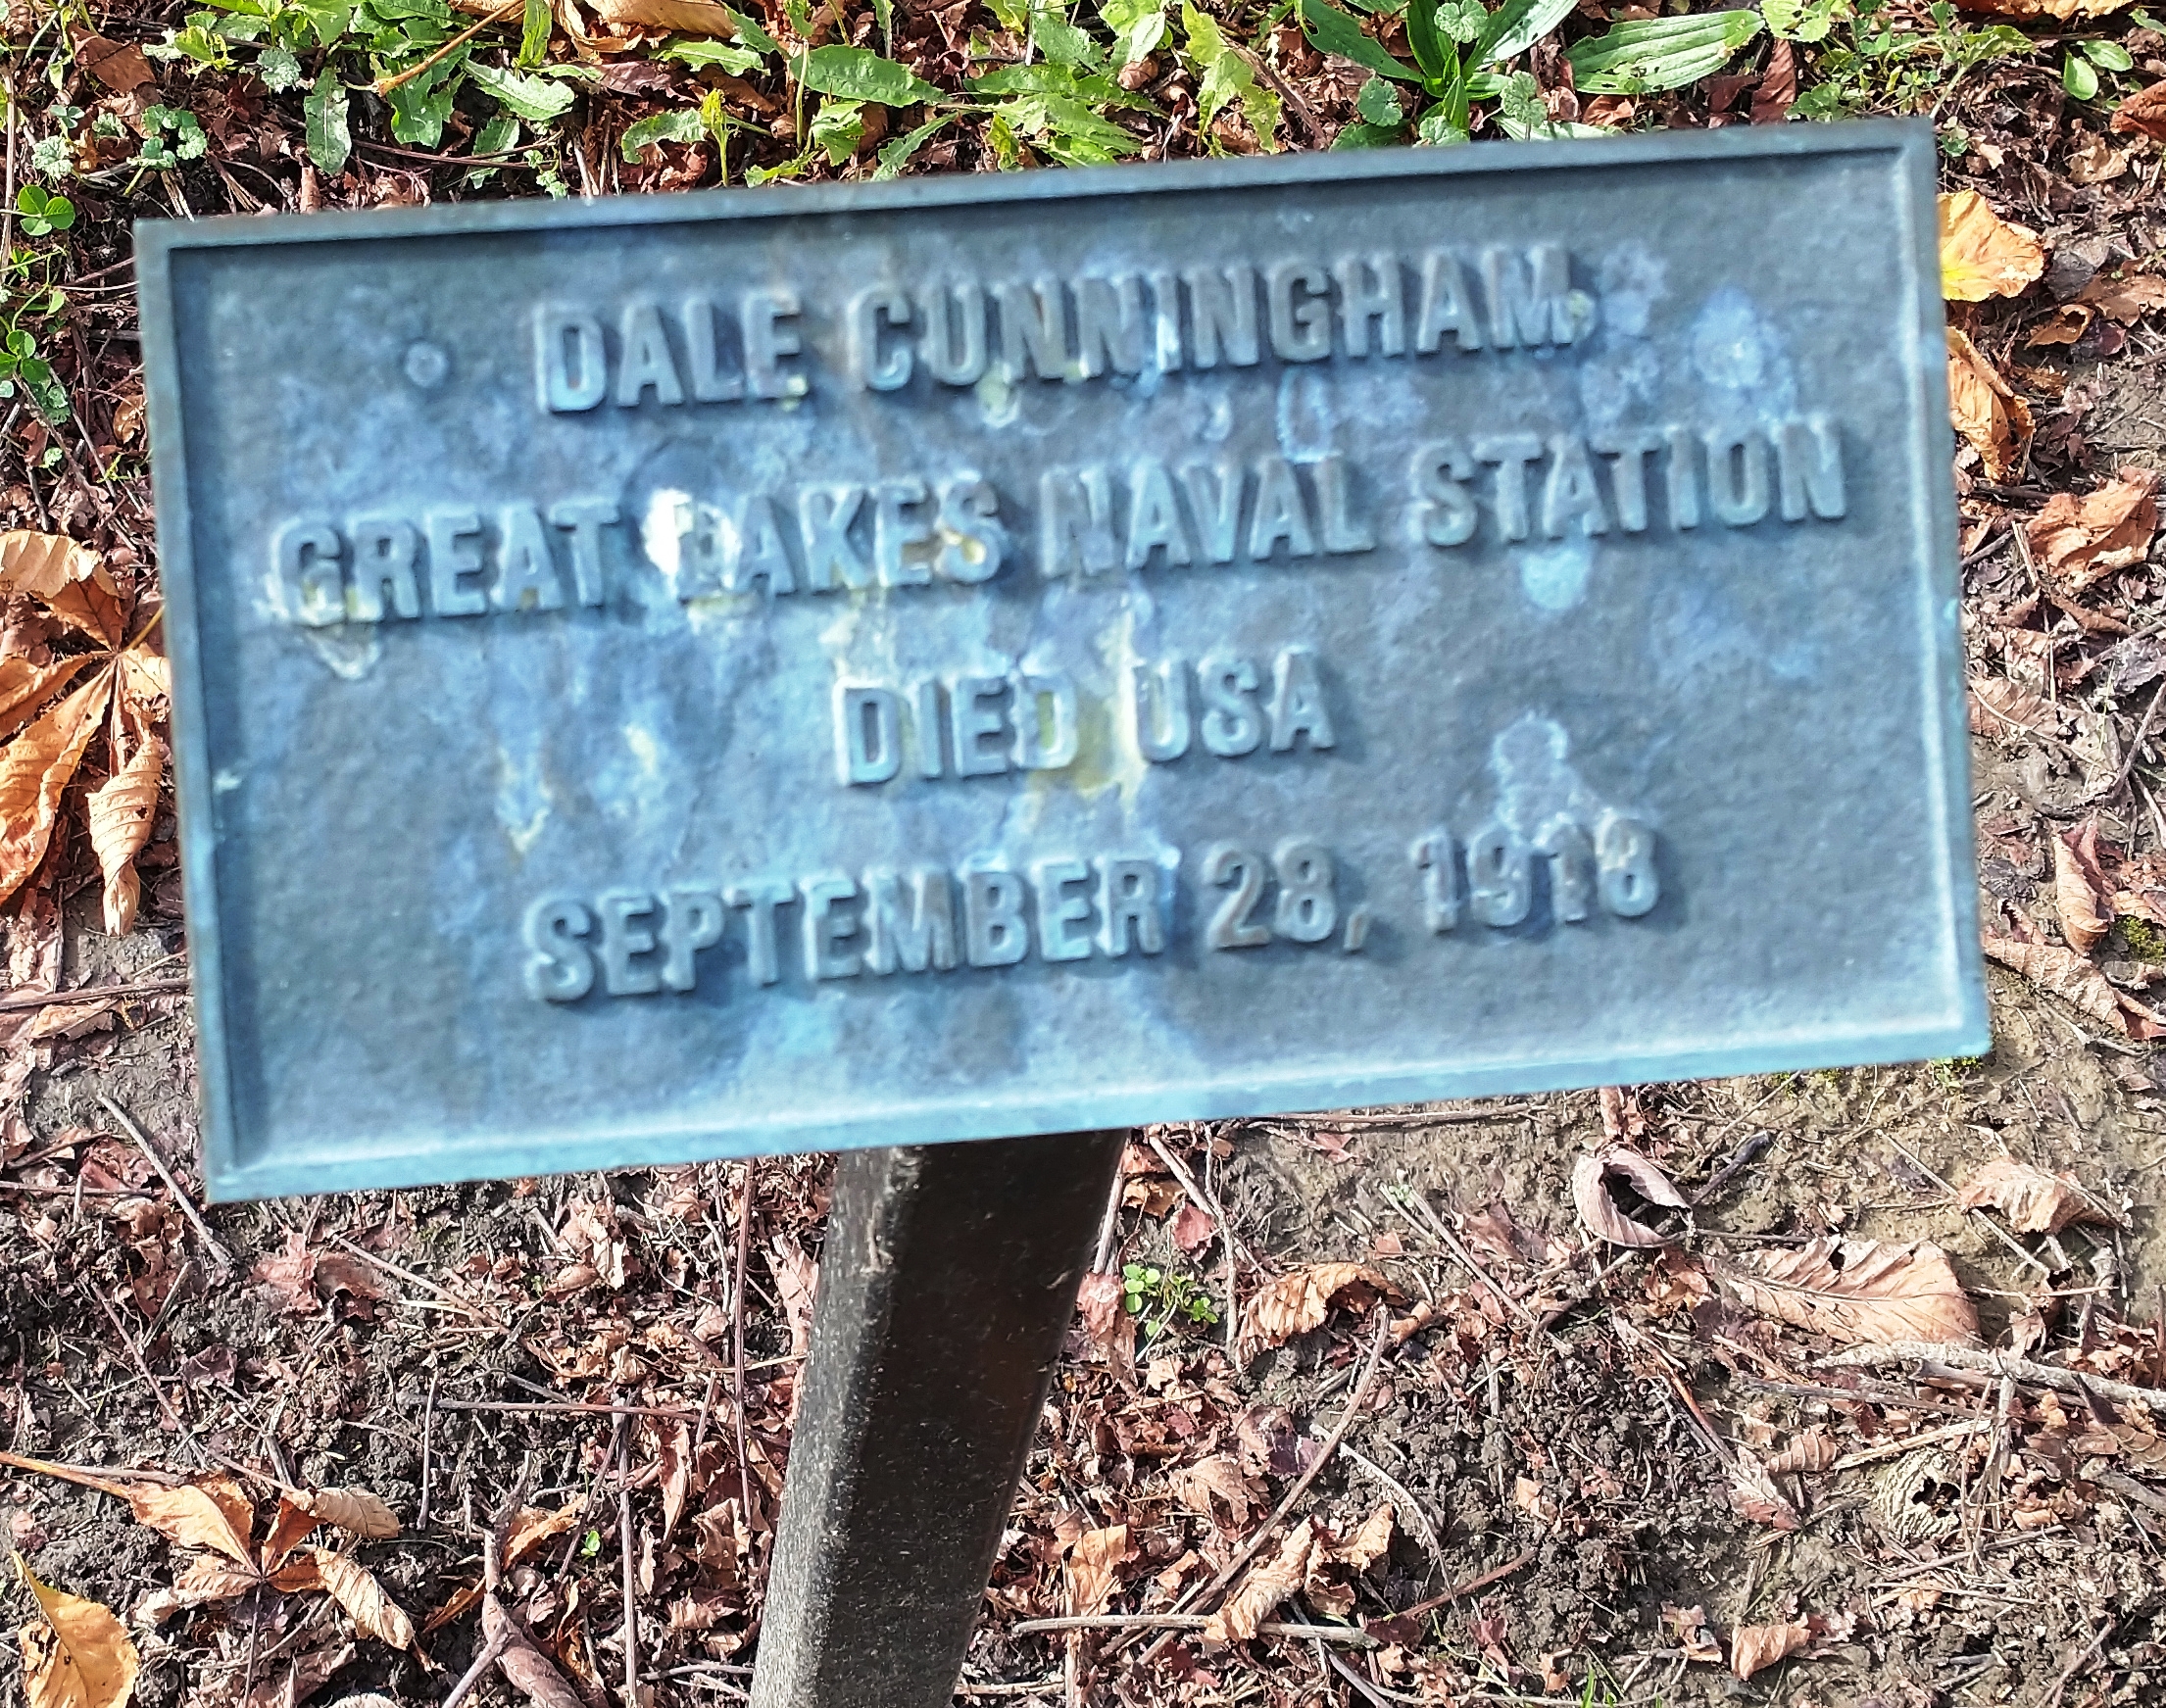 DALE CUNNINGHAM
GREAT LAKES NAVAL STATION
DIED USA
SEPTEMBER 28, 1918